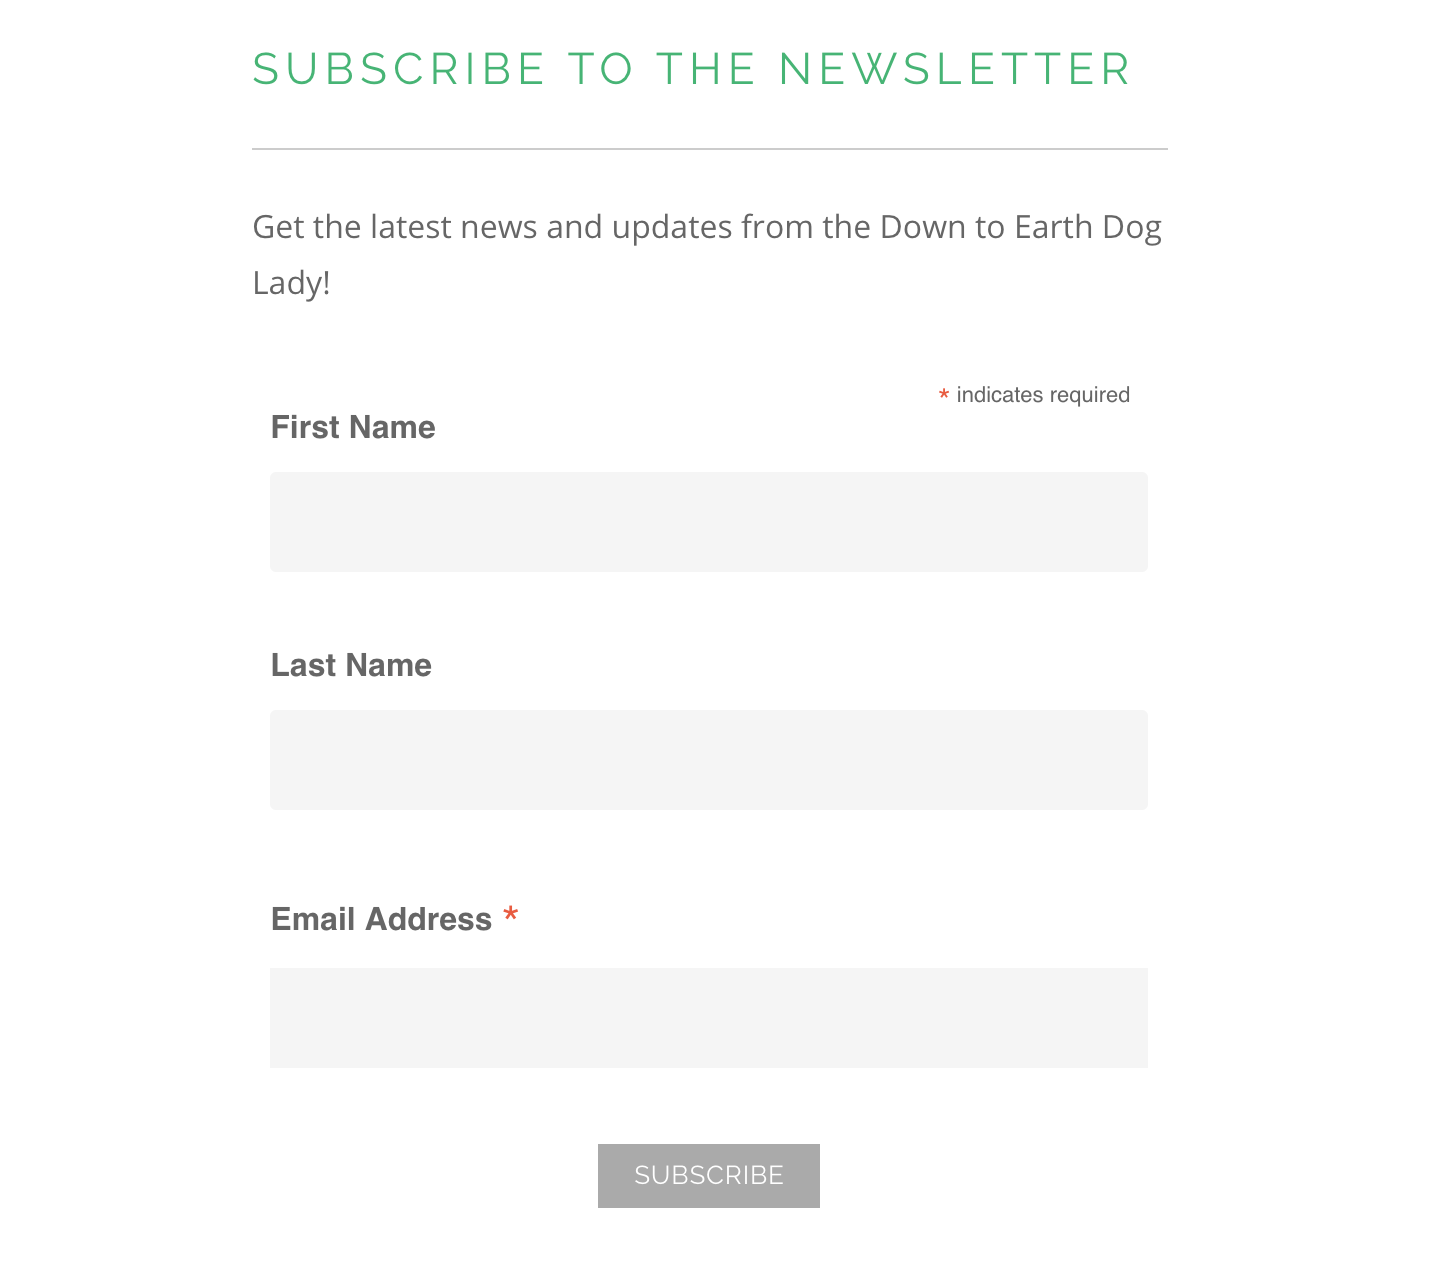 SUBSCRIBE TO THE NEWSLETTER
Get the latest news and updates from the Down to Earth Dog
Lady!
* indicates required
First Name
Last Name
Email Address *
SUBSCRIBE